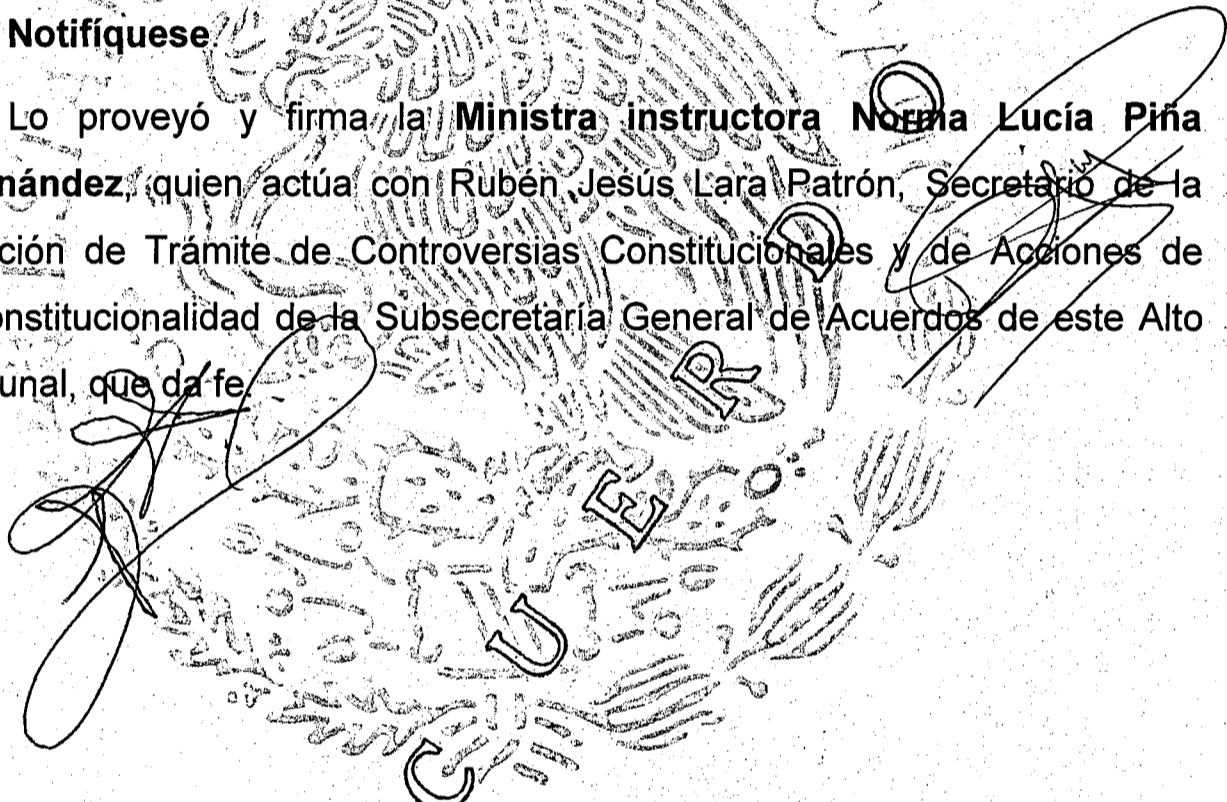 Notifíquese.
Lo proveyó y firma la Ministra instructora Norma Lucía Piña
nández, quien actúa con Rubén Jesús Lara Patrón, Secretario de la
ción de Trámite de Controversias Constitucionales y de Acciones de
onstitucionalidad de la Subsecretaría General de Acuerdos de este Alto
unal, que da fe.
C U E R D O